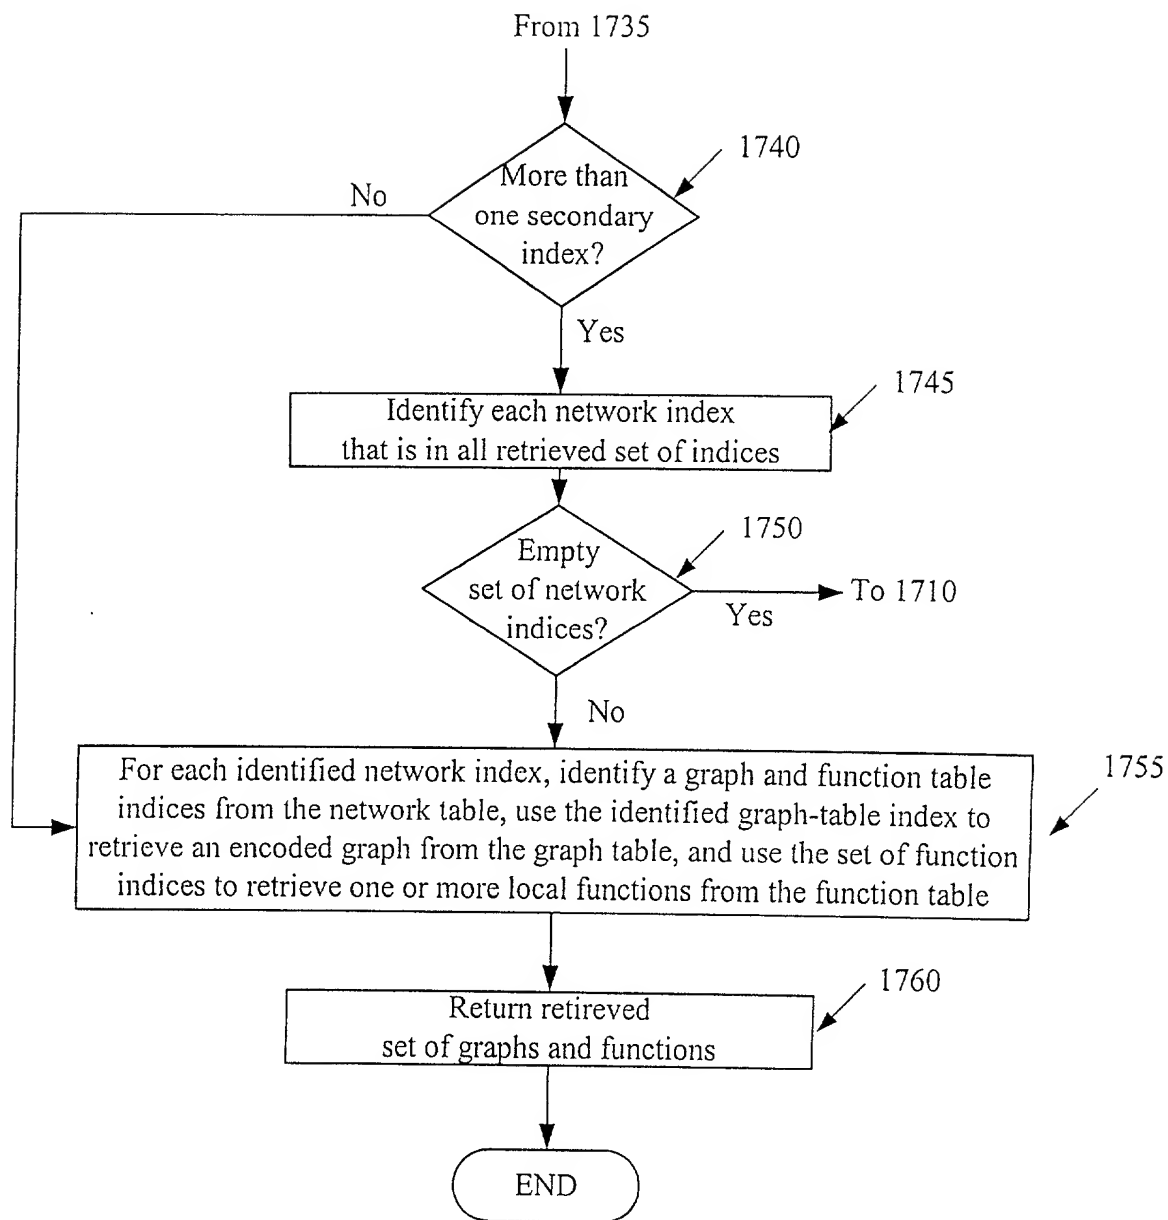 From 1735
1740
More than
one secondary
index?
No
Yes
1745
Identify each network index
that is in all retrieved set of indices
1750
Empty
set of network
indices?
To 1710
Yes
No
1755
For each identified network index, identify a graph and function table
indices from the network table, use the identified graph-table index to
retrieve an encoded graph from the graph table, and use the set of function
indices to retrieve one or more local functions from the function table
1760
Return retireved
set of graphs and functions
END